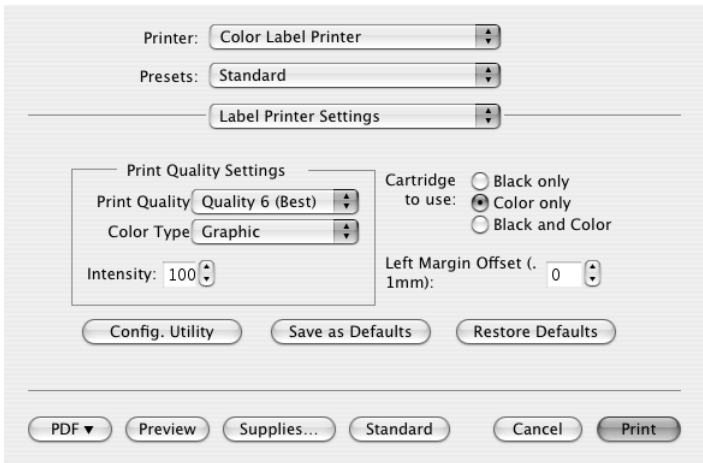 Printer: Color Label Printer
Presets: Standard
Label Printer Settings
Print Quality Settings
Print Quality Quality 6 (Best)
Color Type Graphic
Intensity: 100
Cartridge to use:
Black only
Color only
Black and Color
Left Margin Offset (.
1mm): 0
Config. Utility Save as Defaults Restore Defaults
PDF▼ Preview Supplies... Standard Cancel Print